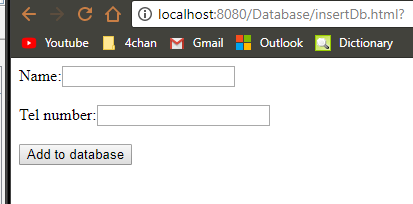 localhost:8080/Database/insertDb.html?
Youtube 4chan Gmail Outlook Dictionary
Name:
Tel number:
Add to database